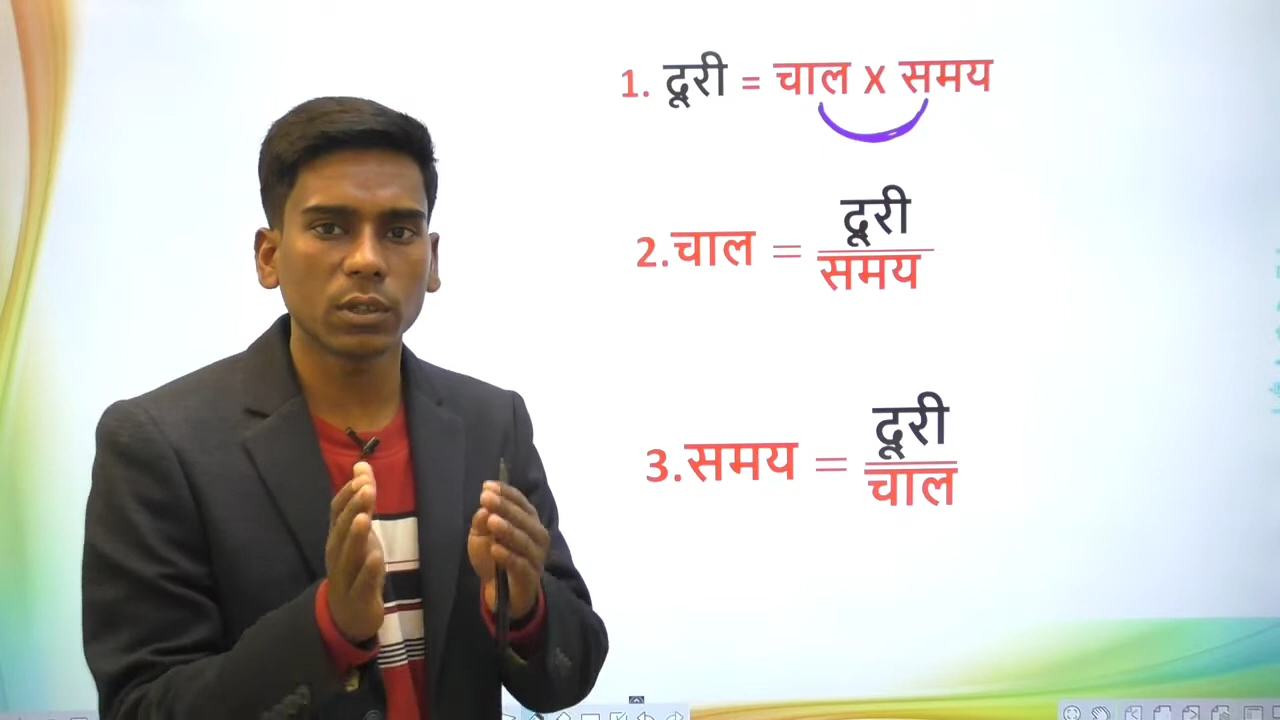 1. दूरी = चाल X समय
2.चाल = दूरी
समय
3.समय = दूरी
चाल